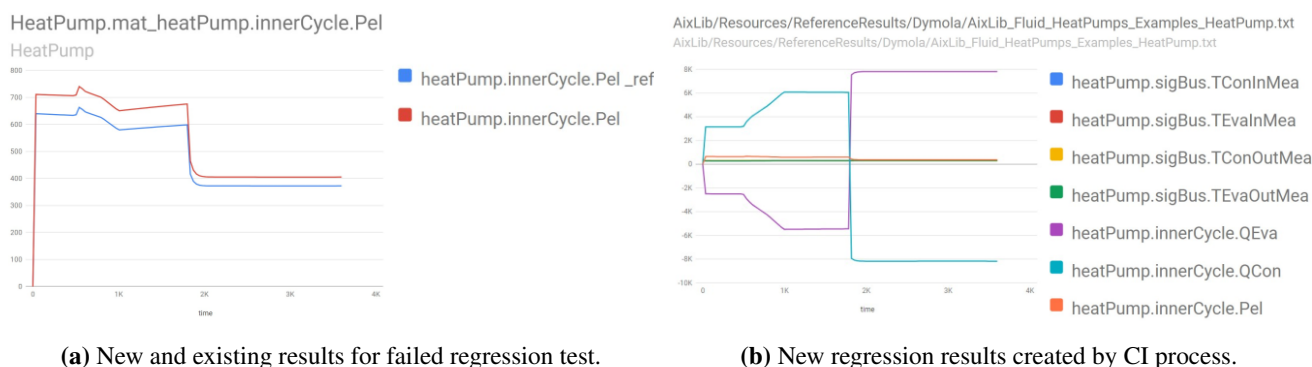 HeatPump.mat_heatPump.innerCycle.Pel
HeatPump
800
700
600
500
400
300
200
100
0
0
1K
2K
3K
4K
time
heatPump.innerCycle.Pel _ref
heatPump.innerCycle.Pel
(a) New and existing results for failed regression test.
AixLib/Resources/ReferenceResults/Dymola/AixLib_Fluid_HeatPumps_Examples_HeatPump.txt
AixLib/Resources/ReferenceResults/Dymola/AixLib_Fluid_HeatPumps_Examples_HeatPump.txt
8K
6K
4K
2K
0
-2K
-4K
-6K
-8K
-10K
0
1K
2K
3K
4K
time
heatPump.sigBus.TConInMea
heatPump.sigBus.TEvaInMea
heatPump.sigBus.TConOutMea
heatPump.sigBus.TEvaOutMea
heatPump.innerCycle.QEva
heatPump.innerCycle.QCon
heatPump.innerCycle.Pel
(b) New regression results created by CI process.